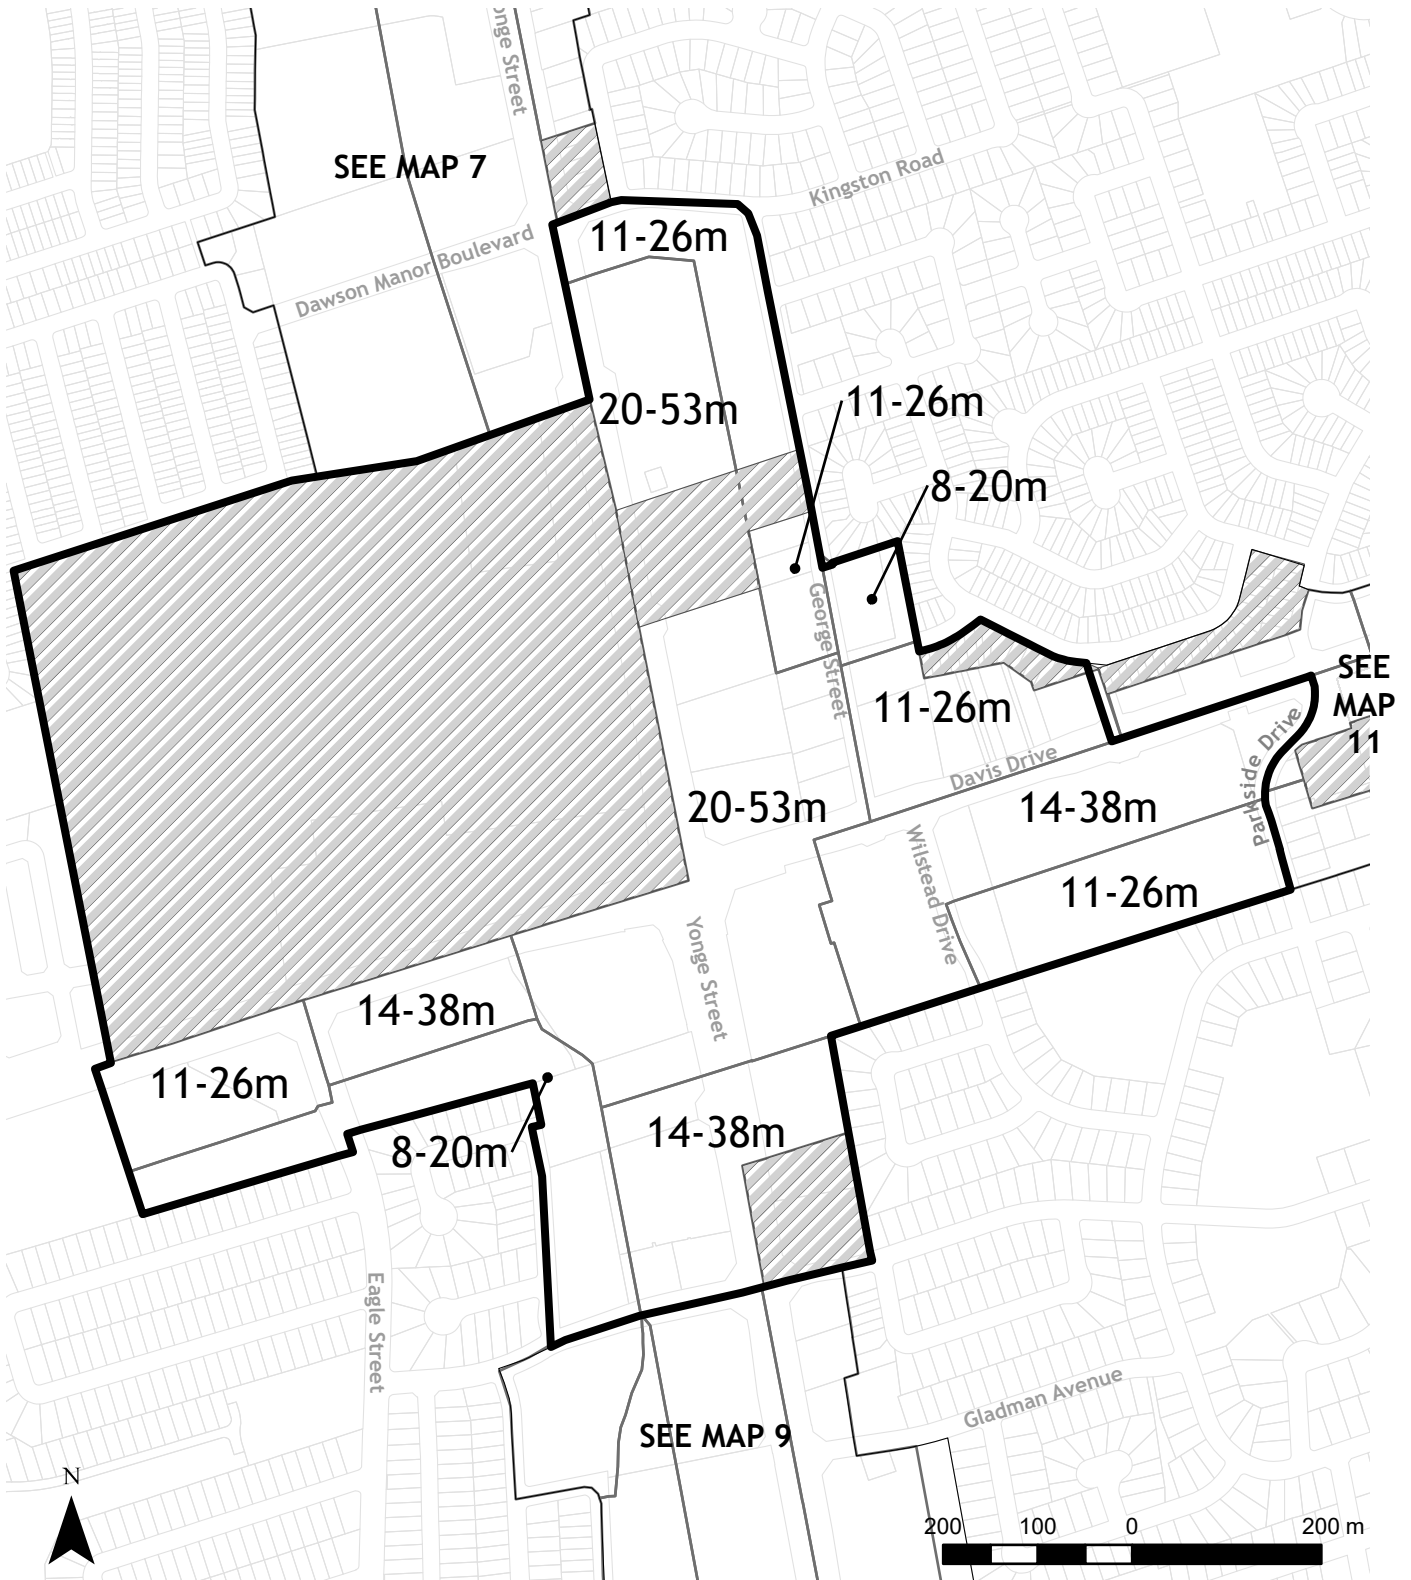 onge Street
SEE MAP 7
Kingston Road
11-26m
Dawson Manor Boulevard
20-53m
11-26m
8-20m
George Street
SEE
MAP
11
11-26m
Davis Drive
Parkside Drive
20-53m
14-38m
Wilstead Drive
11-26m
Yonge Street
14-38m
11-26m
14-38m
8-20m
Eagle Street
Gladman Avenue
SEE MAP 9
N
200 100 0 200 m